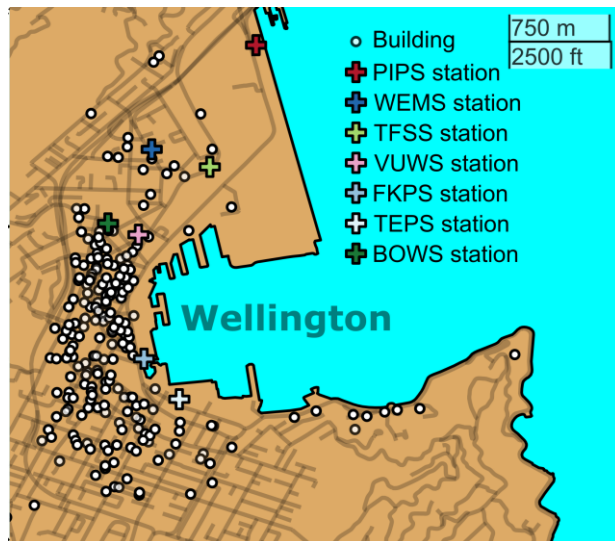 750 m
2500 ft
Building
PIPS station
WEMS station
TFSS station
VUWS station
FKPS station
TEPS station
BOWS station
Wellington